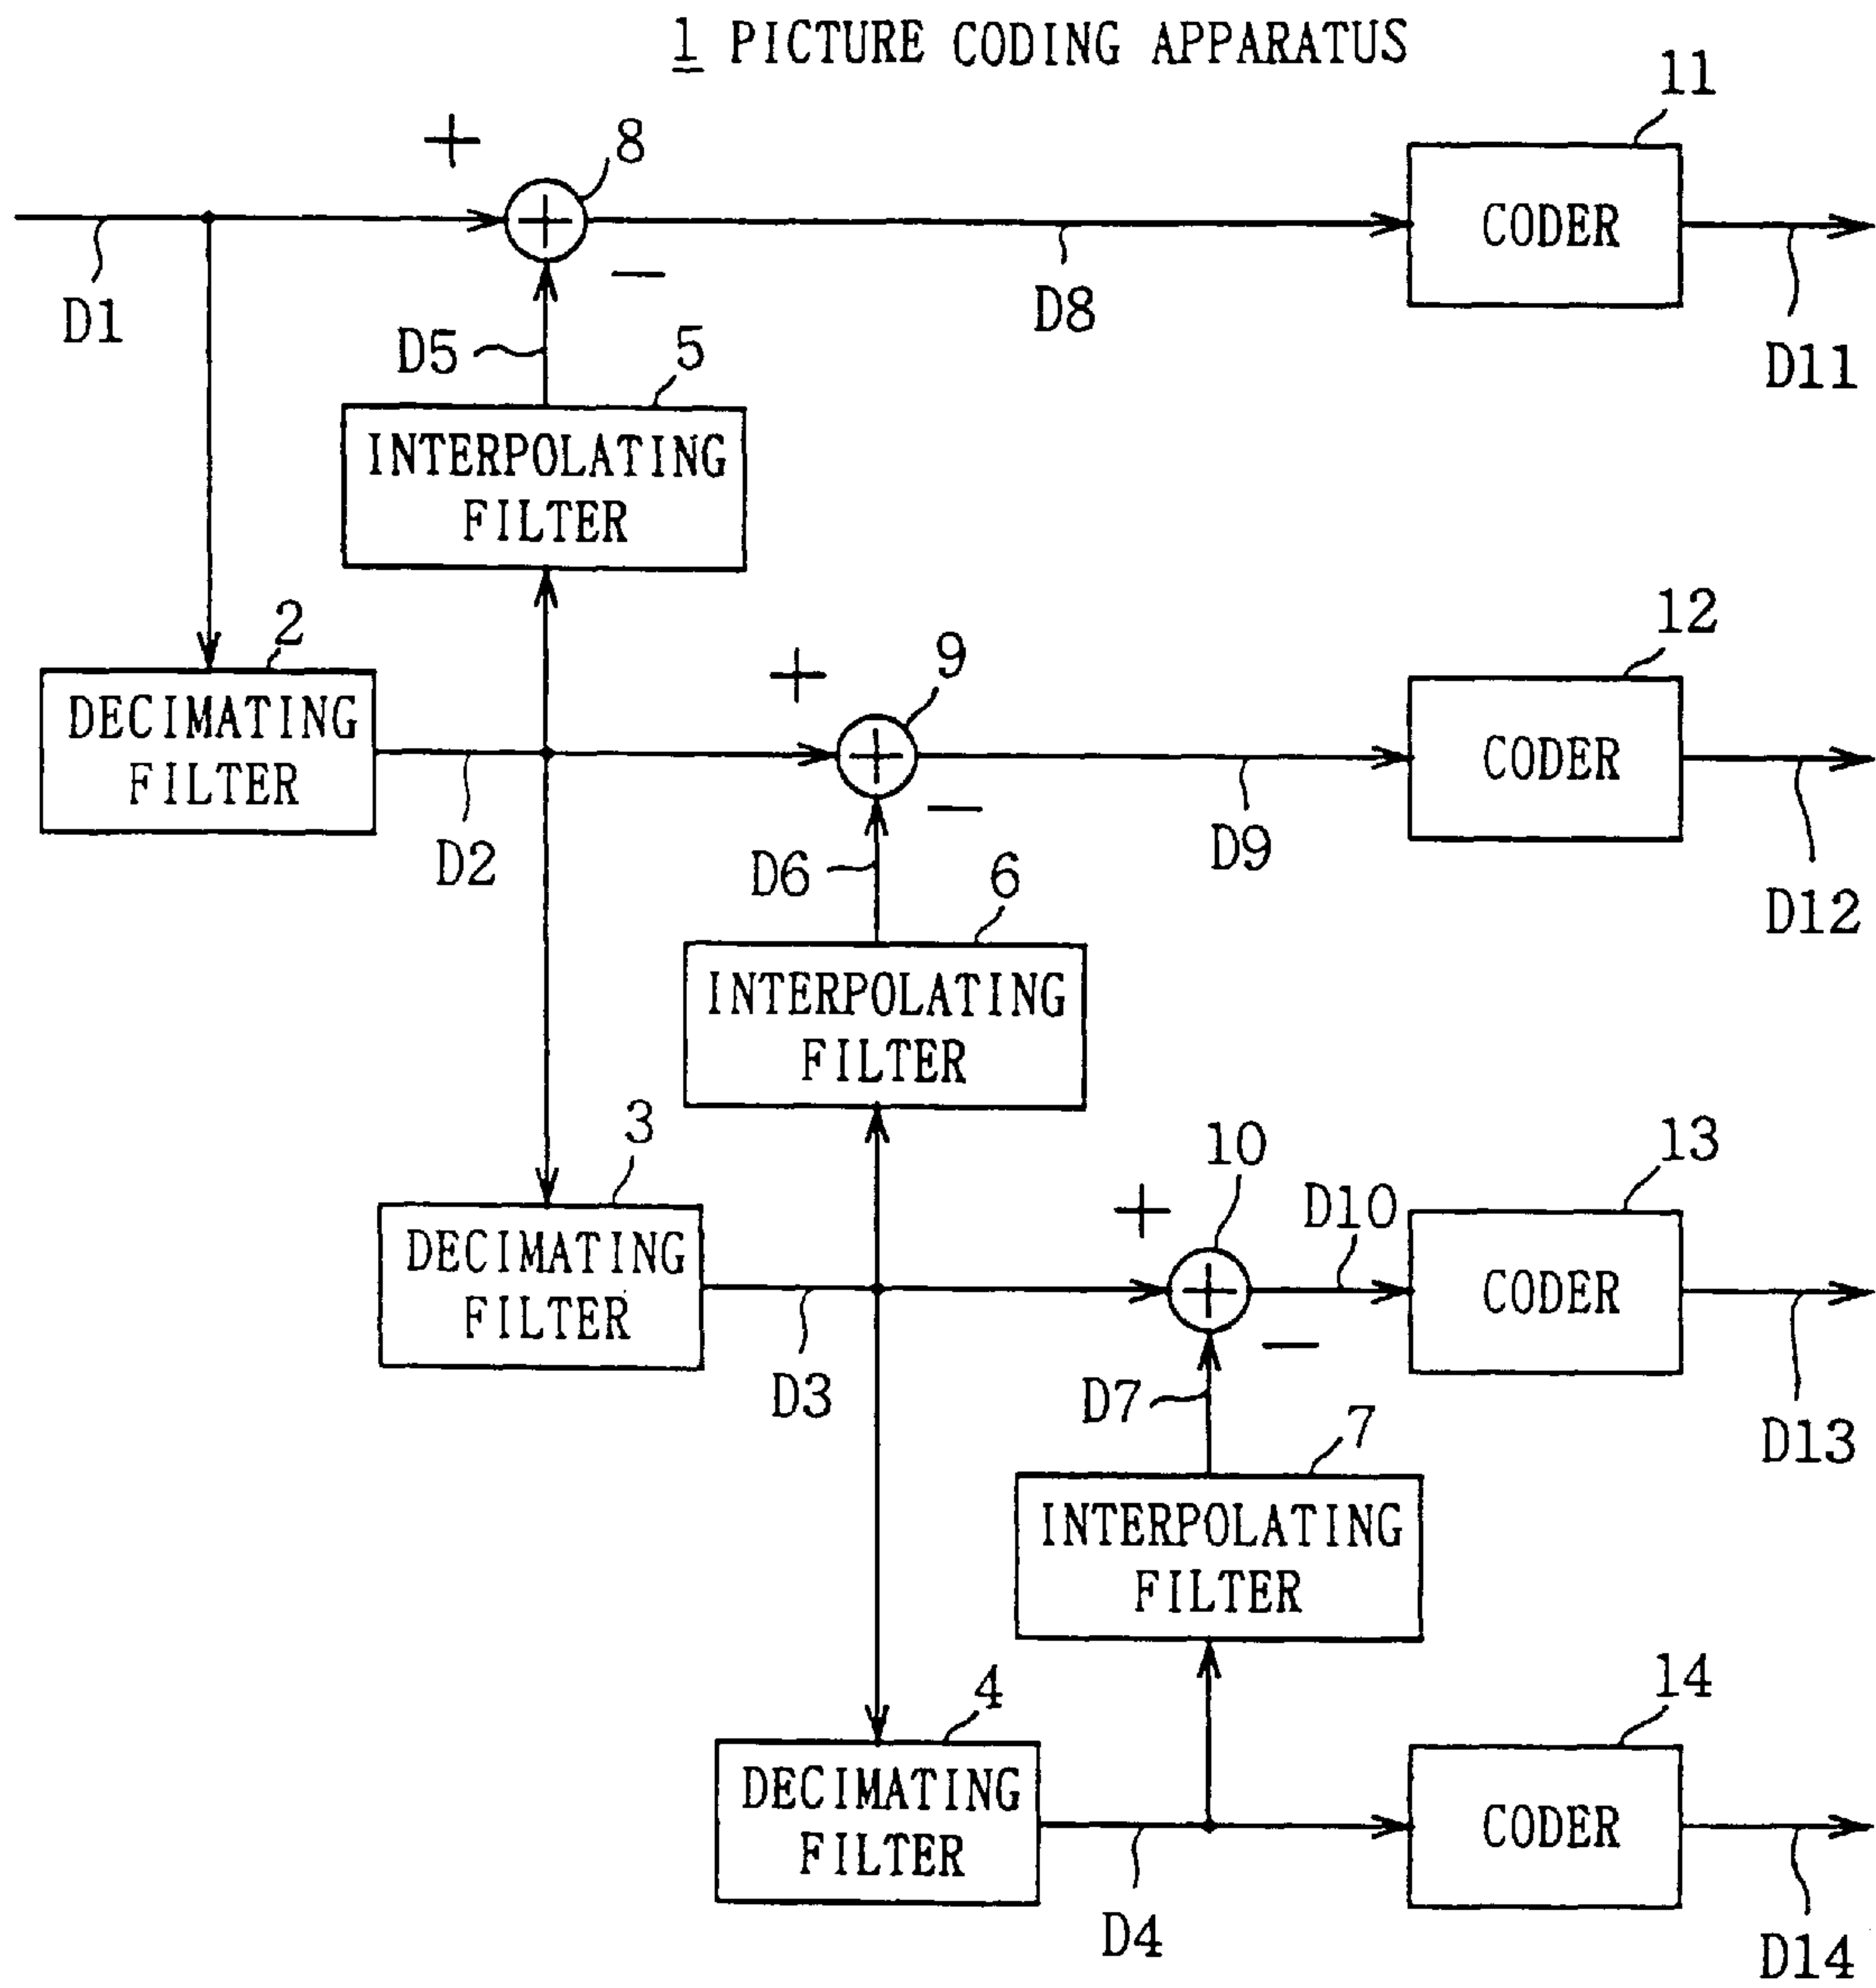 1 PICTURE CODING APPARATUS
11
+
8
CODER
D1
−
D8
D11
D5
5
INTERPOLATING
FILTER
2
12
+
9
DECIMATING
FILTER
CODER
D2
−
D9
D12
D6
6
INTERPOLATING
FILTER
3
10
13
+
D10
DECIMATING
FILTER
CODER
D3
−
D13
D7
7
INTERPOLATING
FILTER
4
14
DECIMATING
FILTER
CODER
D4
D14